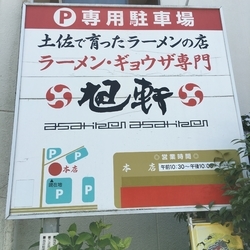 P 専用駐車場
土佐で育ったラーメンの店
ラーメン・ギョウザ専門
旭軒
asahiken asahiken
P P
本店
P
P
営業時間
本店 午前10:30〜午後10:00